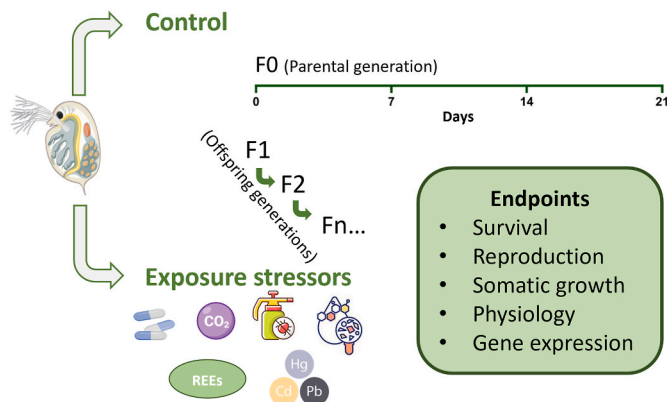 Control
F0 (Parental generation)
0 7 14 21
Days
(Offspring generations)
F1
F2
Fn...
Endpoints
• Survival
• Reproduction
• Somatic growth
• Physiology
• Gene expression
Exposure stressors
CO₂
REEs
Hg
Cd Pb